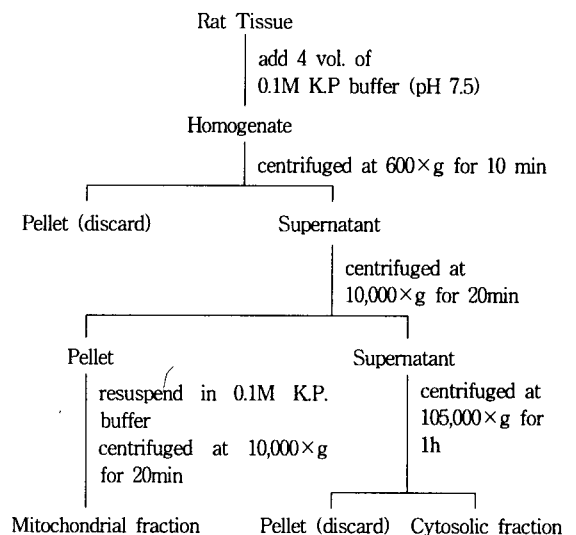 Rat Tissue
add 4 vol. of
0.1M K.P buffer (pH 7.5)
Homogenate
centrifuged at 600×g for 10 min
Pellet (discard)
Supernatant
centrifuged at
10,000×g for 20min
Pellet
Supernatant
resuspend in 0.1M K.P.
buffer
centrifuged at 10,000×g
for 20min
centrifuged at
105,000×g for
1h
Mitochondrial fraction
Pellet (discard)
Cytosolic fraction